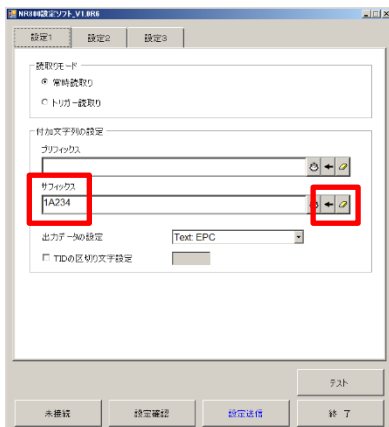 NR800設定ソフト_V1.0R6
設定1 設定2 設定3
読取りモード
常時読取り
トリガー読取り
付加文字列の設定
プリフィックス
サフィックス
1A234
出力データの設定 Text: EPC
TIDの区切り文字設定
テスト
未接続 設定確認 設定送信 終 了